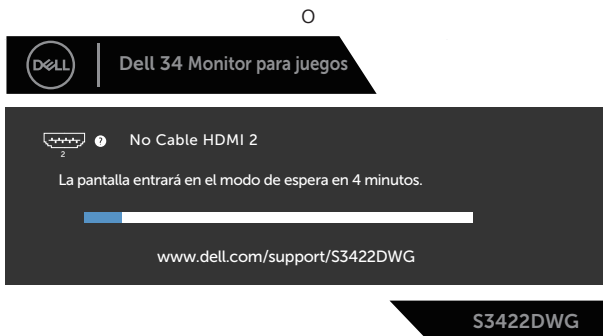 O
DELL
Dell 34 Monitor para juegos
2
?
No Cable HDMI 2
La pantalla entrará en el modo de espera en 4 minutos.
www.dell.com/support/S3422DWG
S3422DWG